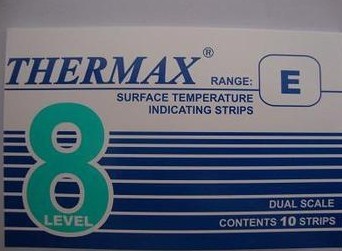 THERMAX®
RANGE: E
SURFACE TEMPERATURE
INDICATING STRIPS
8
LEVEL
DUAL SCALE
CONTENTS 10 STRIPS